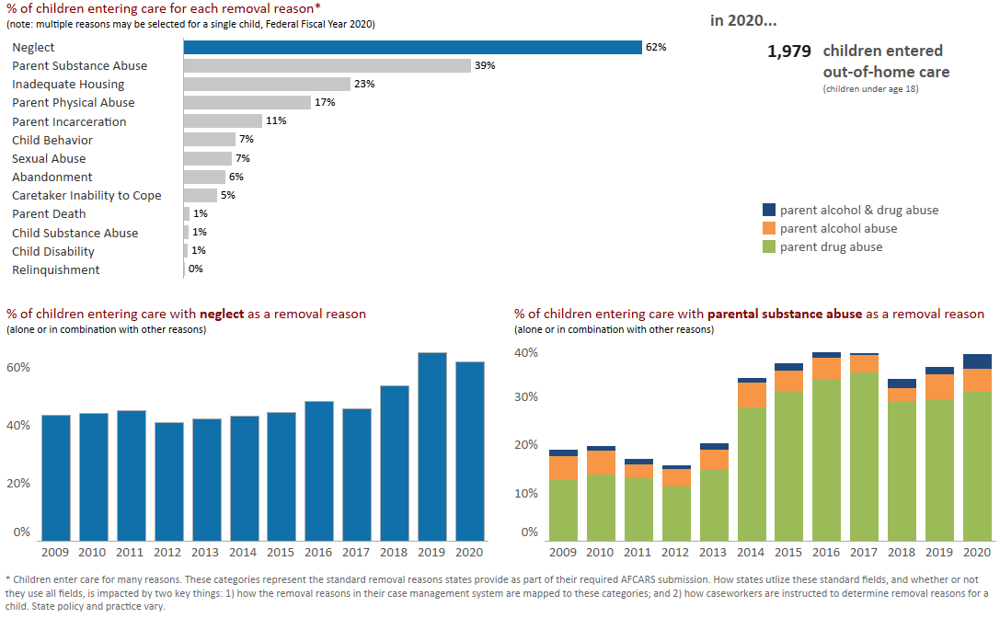 % of children entering care for each removal reason*
(note: multiple reasons may be selected for a single child, Federal Fiscal Year 2020)
in 2020...
1,979 children entered
out-of-home care
(children under age 18)
Neglect 62%
Parent Substance Abuse 39%
Inadequate Housing 23%
Parent Physical Abuse 17%
Parent Incarceration 11%
Child Behavior 7%
Sexual Abuse 7%
Abandonment 6%
Caretaker Inability to Cope 5%
Parent Death 1%
Child Substance Abuse 1%
Child Disability 1%
Relinquishment 0%
parent alcohol & drug abuse
parent alcohol abuse
parent drug abuse
% of children entering care with neglect as a removal reason
(alone or in combination with other reasons)
60%
40%
20%
0%
2009 2010 2011 2012 2013 2014 2015 2016 2017 2018 2019 2020
% of children entering care with parental substance abuse as a removal reason
(alone or in combination with other reasons)
40%
30%
20%
10%
0%
2009 2010 2011 2012 2013 2014 2015 2016 2017 2018 2019 2020
* Children enter care for many reasons. These categories represent the standard removal reasons states provide as part of their required AFCARS submission. How states utlize these standard fields, and whether or not
they use all fields, is impacted by two key things: 1) how the removal reasons in their case management system are mapped to these categories; and 2) how caseworkers are instructed to determine removal reasons for a
child. State policy and practice vary.